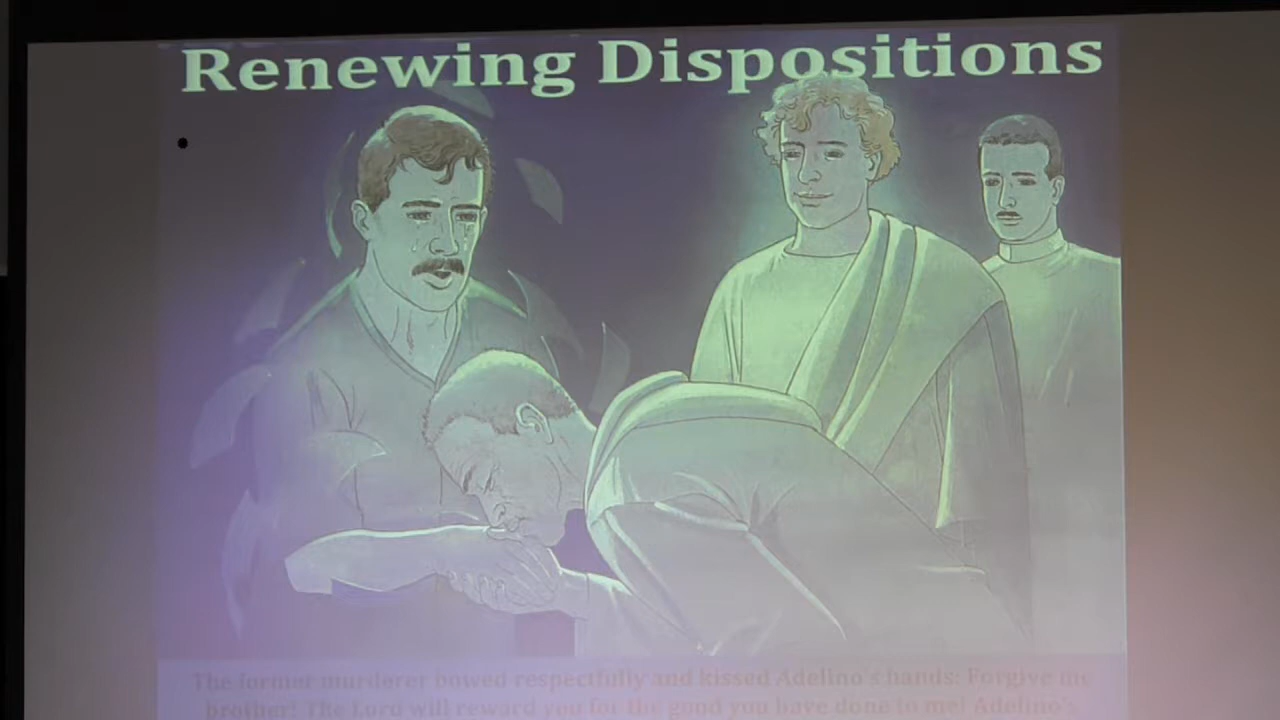 Renewing Dispositions
The former murderer bowed respectfully and kissed Adelino's hands: Forgive me
brother! The Lord will reward you for the good you have done to me! Adelino's